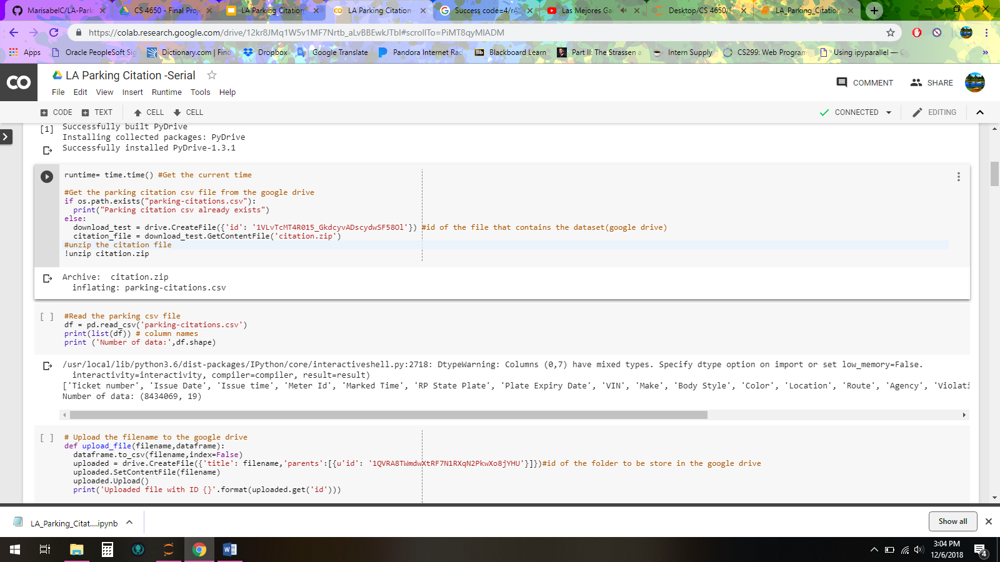 MarisabelC/LA-Park
CS 4650 - Final Proj
LA Parking Citation
LA Parking Citation
Success code=4/rA
Las Mejores Ga
Desktop/CS 4650/f
LA_Parking_Citation
https://colab.research.google.com/drive/12kr8JMq1W5v1MF7Nrtb_aLvBBEwkJTbI#scrollTo=PiMT8qyMlADM
Apps
Oracle PeopleSoft Sig
Dictionary.com | Find
Dropbox
Google Translate
Pandora Internet Rad
Blackboard Learn
Part II: The Strassen a
Intern Supply
CS299: Web Program
Using ipyparallel — C
CO
LA Parking Citation -Serial
COMMENT
SHARE
File Edit View Insert Runtime Tools Help
CODE TEXT CELL CELL
CONNECTED
EDITING
[1] Successfully built PyDrive
Installing collected packages: PyDrive
Successfully installed PyDrive-1.3.1
runtime= time.time() #Get the current time
#Get the parking citation csv file from the google drive
if os.path.exists("parking-citations.csv"):
print("Parking citation csv already exists")
else:
download_test = drive.CreateFile({'id': '1VLvTcMT4R015_GkdcyvADscydwSF58Ol'}) #id of the file that contains the dataset(google drive)
citation_file = download_test.GetContentFile('citation.zip')
#unzip the citation file
!unzip citation.zip
Archive:  citation.zip
inflating: parking-citations.csv
[ ] #Read the parking csv file
df = pd.read_csv('parking-citations.csv')
print(list(df)) # column names
print ('Number of data:',df.shape)
/usr/local/lib/python3.6/dist-packages/IPython/core/interactiveshell.py:2718: DtypeWarning: Columns (0,7) have mixed types. Specify dtype option on import or set low_memory=False.
interactivity=interactivity, compiler=compiler, result=result)
['Ticket number', 'Issue Date', 'Issue time', 'Meter Id', 'Marked Time', 'RP State Plate', 'Plate Expiry Date', 'VIN', 'Make', 'Body Style', 'Color', 'Location', 'Route', 'Agency', 'Violati
Number of data: (8434069, 19)
[ ] # Upload the filename to the google drive
def upload_file(filename,dataframe):
dataframe.to_csv(filename,index=False)
uploaded = drive.CreateFile({'title': filename,'parents':[{u'id': '1QVRA8TWmdwXtRF7N1RXqN2PkwXo8jYHU'}]})#id of the folder to be store in the google drive
uploaded.SetContentFile(filename)
uploaded.Upload()
print('Uploaded file with ID {}'.format(uploaded.get('id')))
LA_Parking_Citat....ipynb
Show all
3:04 PM
12/6/2018
4